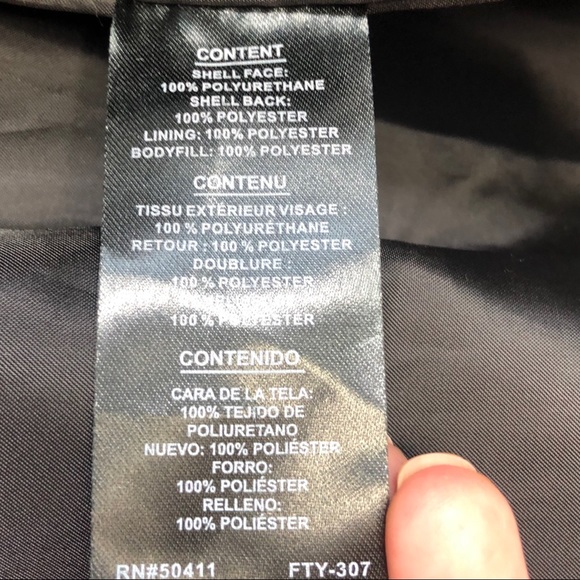 CONTENT
SHELL FACE:
100% POLYURETHANE
SHELL BACK:
100% POLYESTER
LINING: 100% POLYESTER
BODYFILL: 100% POLYESTER
CONTENU
TISSU EXTÉRIEUR VISAGE :
100 % POLYURÉTHANE
RETOUR : 100 % POLYESTER
DOUBLURE :
100 % POLYESTER
100 % POLYESTER
CONTENIDO
CARA DE LA TELA:
100% TEJIDO DE
POLIURETANO
NUEVO: 100% POLIÉSTER
FORRO:
100% POLIÉSTER
RELLENO:
100% POLIÉSTER
RN#50411 FTY-307